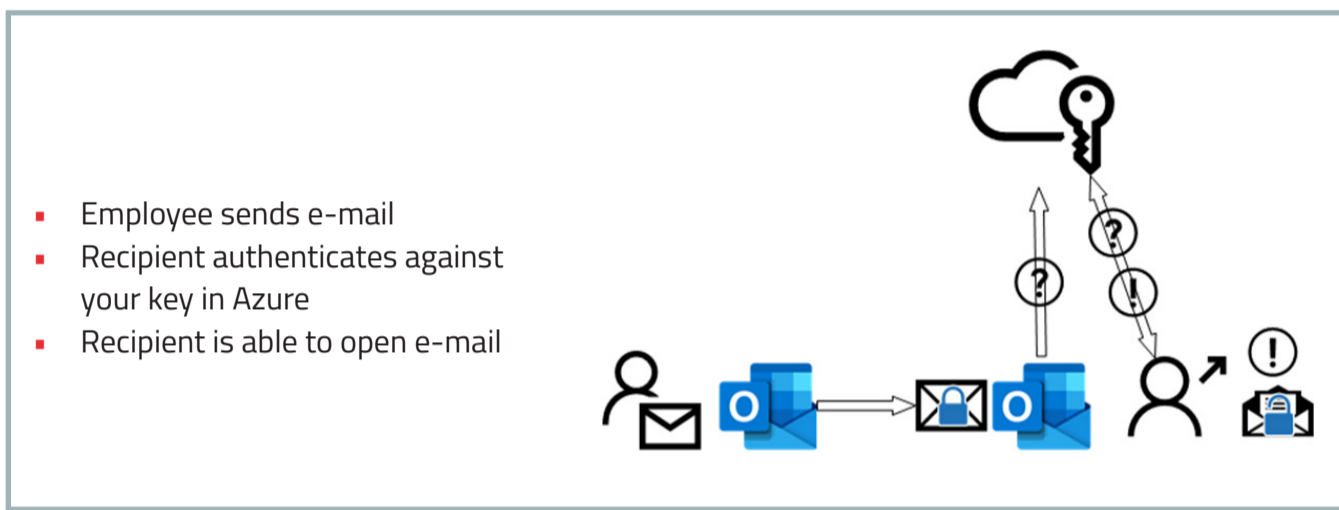 Employee sends e-mail
Recipient authenticates against
your key in Azure
Recipient is able to open e-mail
?
?
!
!
O
O